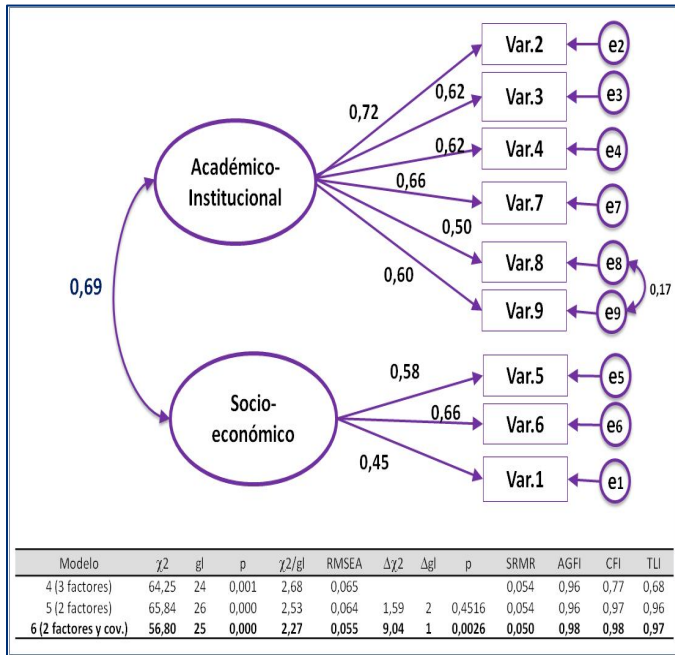 Var.2
e2
0,72
0,62
Var.3
e3
0,62
Var.4
e4
Académico-
Institucional
0,66
Var.7
e7
0,50
Var.8
e8
0,69
0,60
0,17
Var.9
e9
0,58
Var.5
e5
Socio-
económico
0,66
Var.6
e6
0,45
Var.1
e1
Modelo χ2 gl p χ2/gl RMSEA Δχ2 Δgl p SRMR AGFI CFI TLI
4 (3 factores) 64,25 24 0,001 2,68 0,065 0,054 0,96 0,77 0,68
5 (2 factores) 65,84 26 0,000 2,53 0,064 1,59 2 0,4516 0,054 0,96 0,97 0,96
6 (2 factores y cov.) 56,80 25 0,000 2,27 0,055 9,04 1 0,0026 0,050 0,98 0,98 0,97